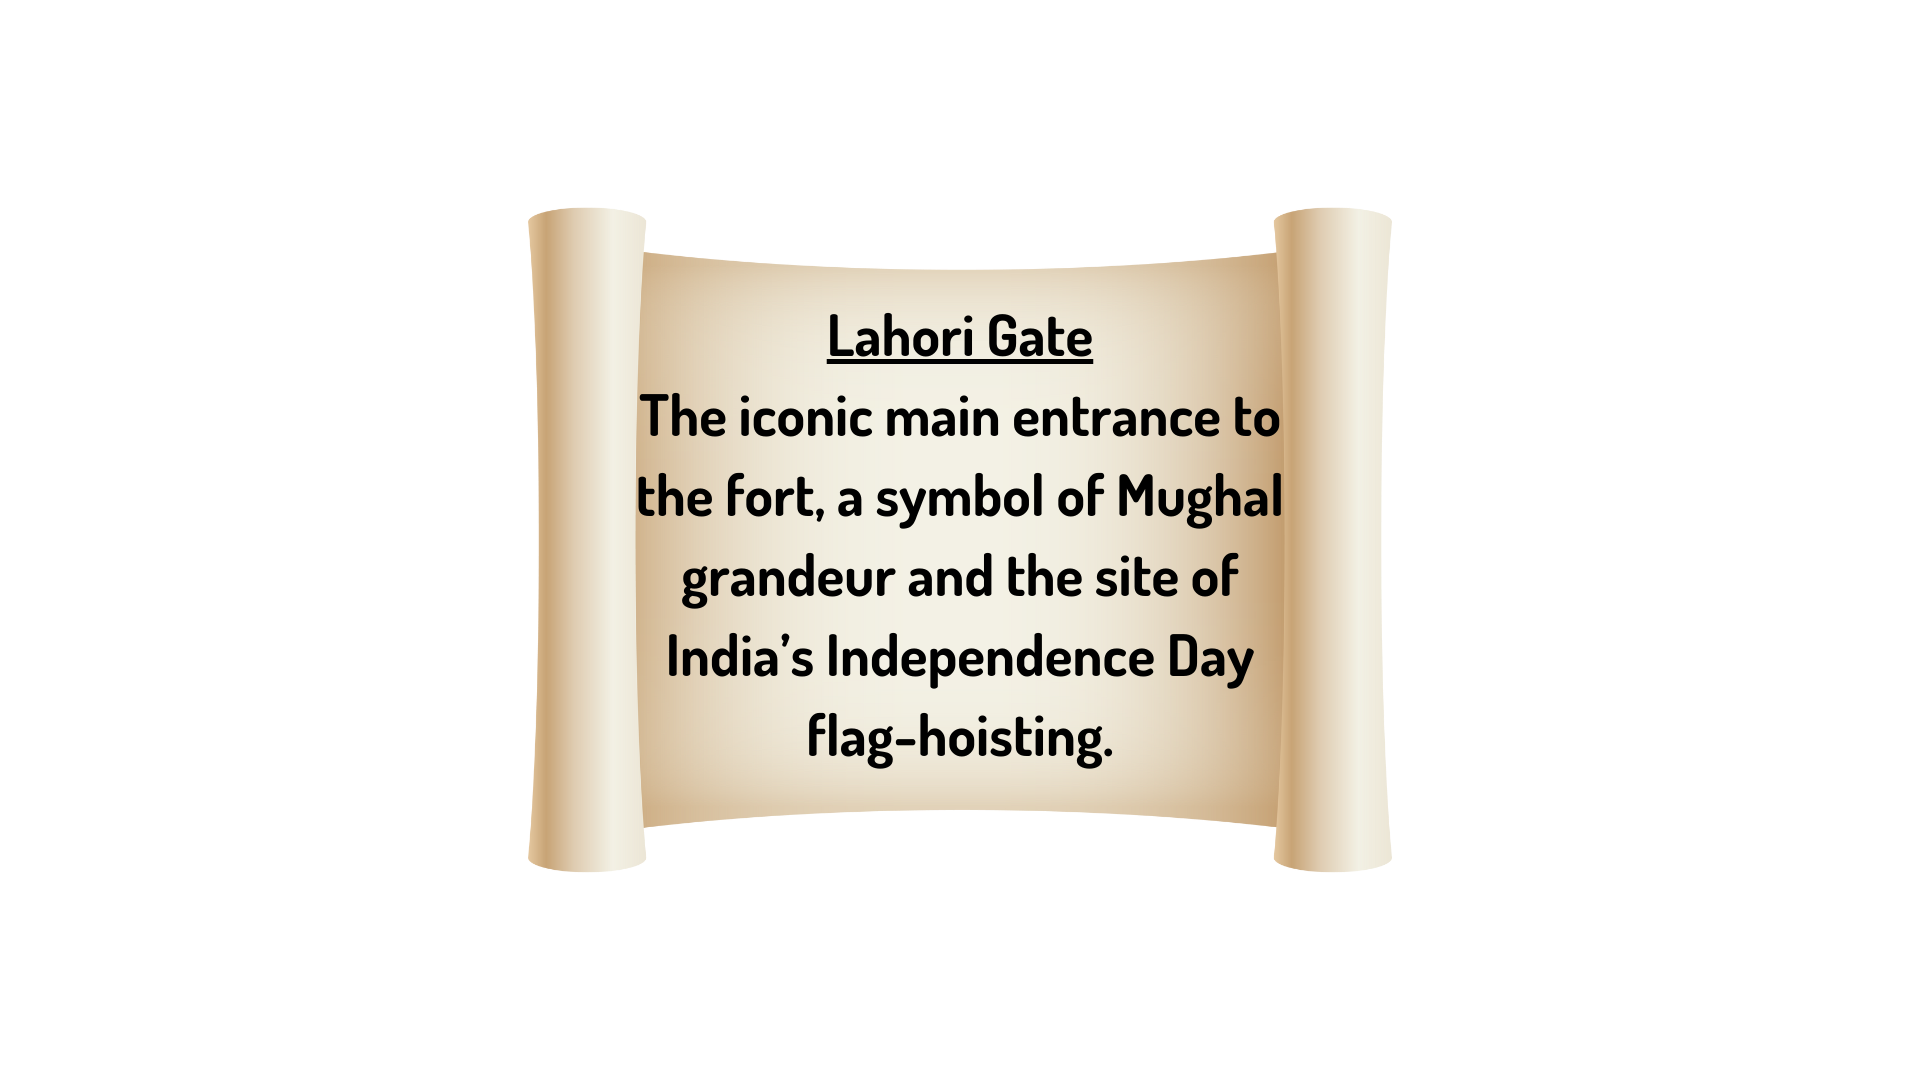 Lahori Gate
The iconic main entrance to
the fort, a symbol of Mughal
grandeur and the site of
India’s Independence Day
flag-hoisting.